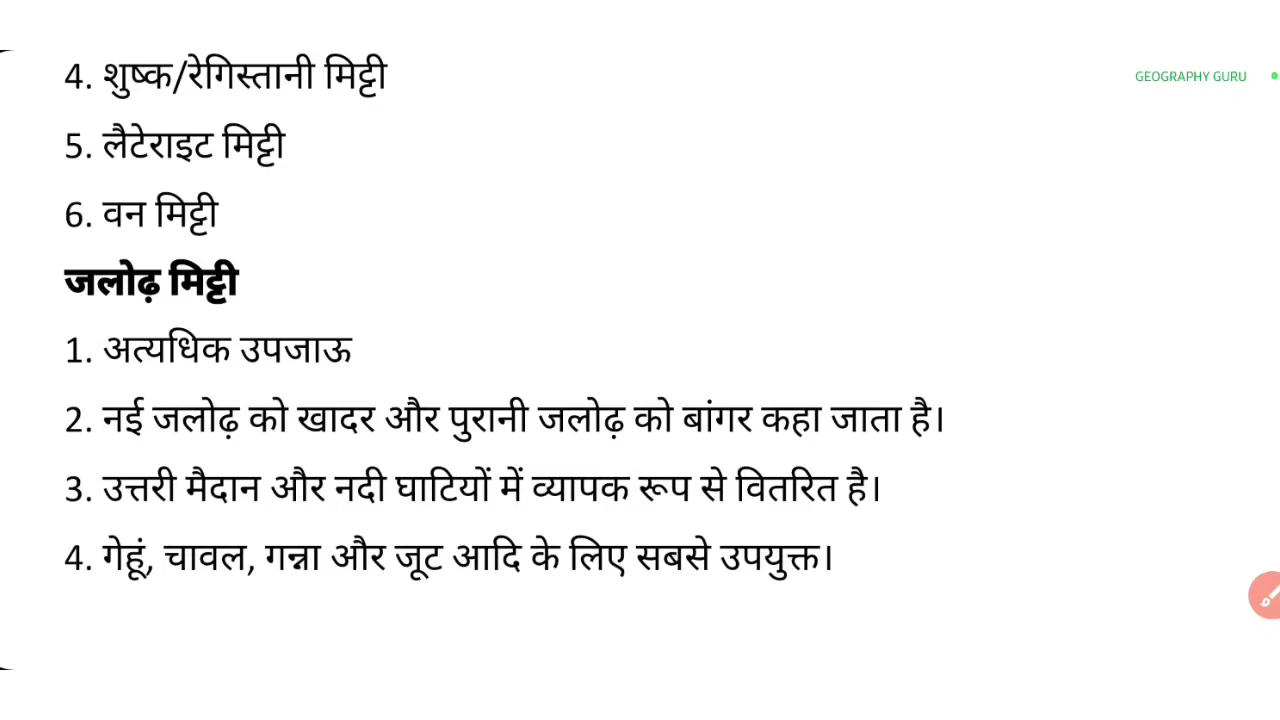 4. शुष्क/रेगिस्तानी मिट्टी
GEOGRAPHY GURU
5. लैटेराइट मिट्टी
6. वन मिट्टी
जलोढ़ मिट्टी
1. अत्यधिक उपजाऊ
2. नई जलोढ़ को खादर और पुरानी जलोढ़ को बांगर कहा जाता है।
3. उत्तरी मैदान और नदी घाटियों में व्यापक रूप से वितरित है।
4. गेहूं, चावल, गन्ना और जूट आदि के लिए सबसे उपयुक्त।